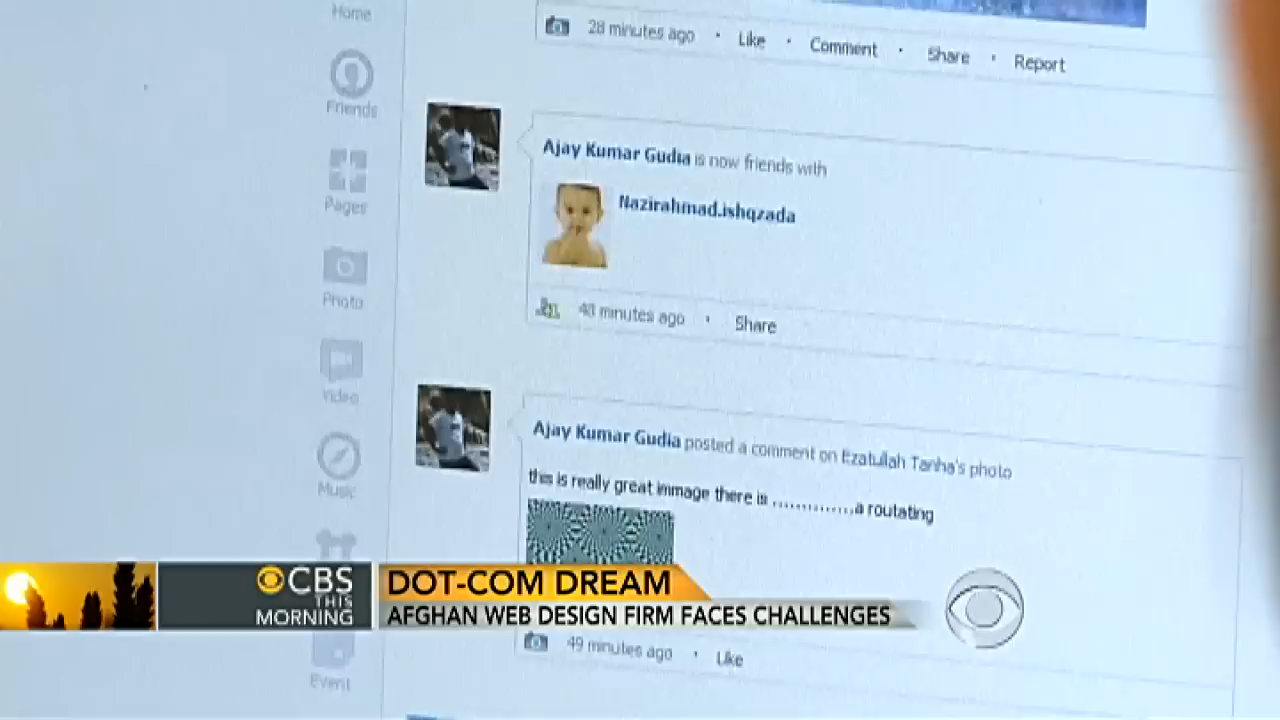 Home
28 minutes ago · Like · Comment · Share · Report
Friends
Ajay Kumar Gudia is now friends with
Nazirahmad.ishqzada
Pages
Photo
minutes ago · Share
Video
Ajay Kumar Gudia posted a comment on Ezatullah Tanha's photo
this is really great immage there is ..............a routating
Music
CBS
THIS
MORNING
DOT-COM DREAM
AFGHAN WEB DESIGN FIRM FACES CHALLENGES
49 minutes ago · Like
Event